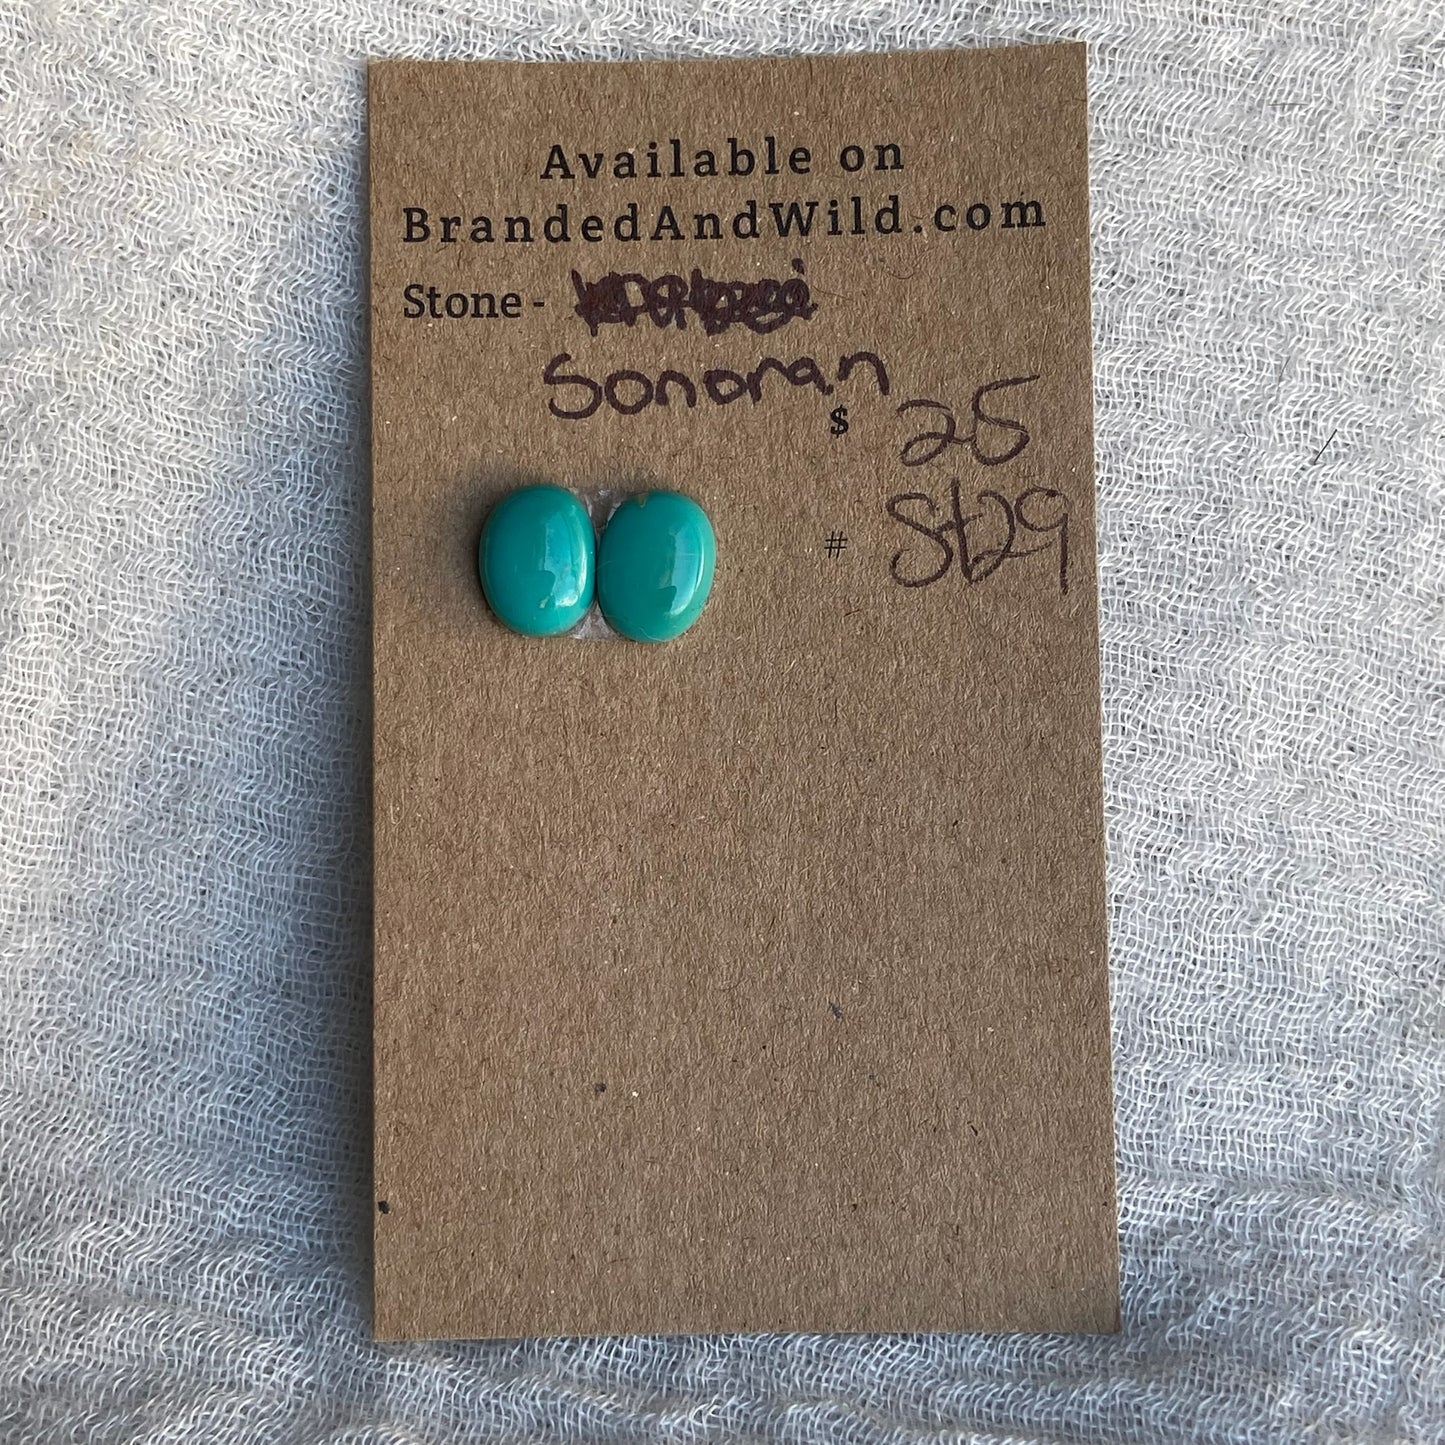 Available on
BrandedAndWild.com
Stone -
Sonoran
$ 25
# St29